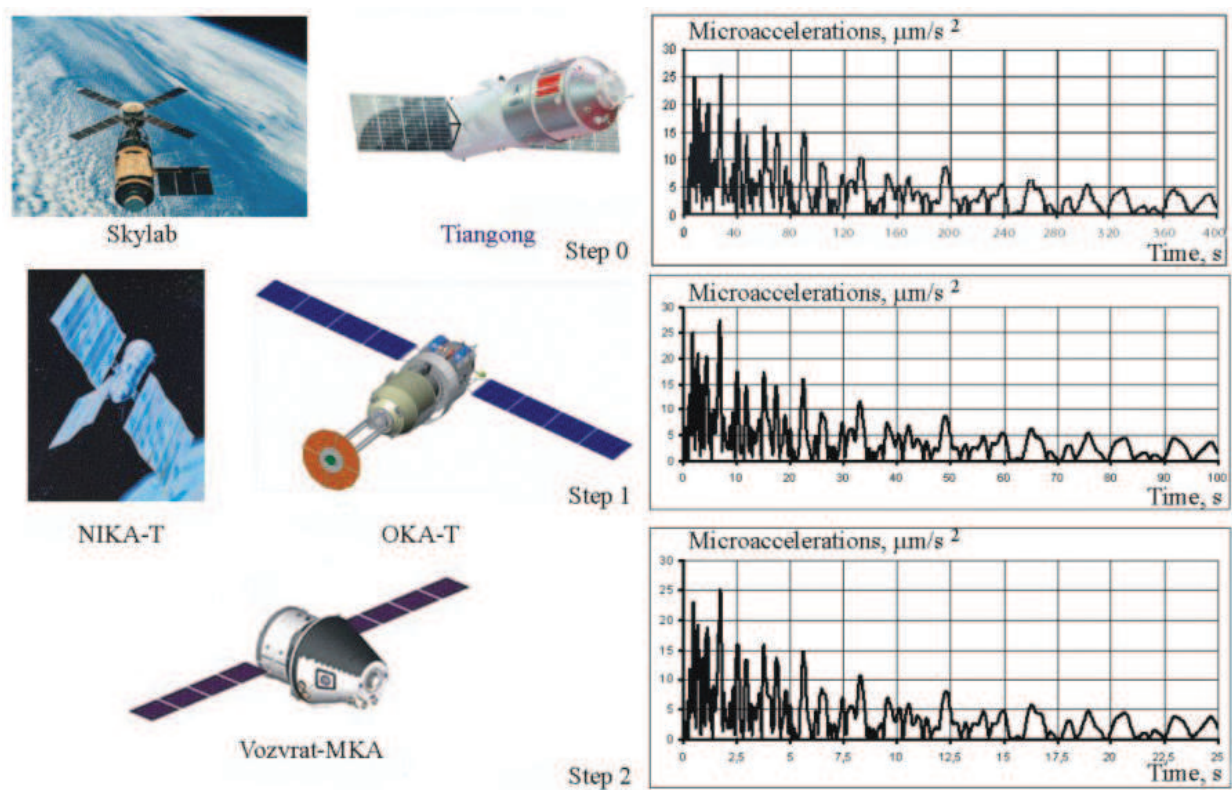 Skylab
Tiangong
Step 0
Microaccelerations, μm/s 2
30
25
20
15
10
5
0
0 40 80 120 160 200 240 280 320 360 400
Time, s
NIKA-T
OKA-T
Step 1
Microaccelerations, μm/s 2
30
25
20
15
10
5
0
0 10 20 30 40 50 60 70 80 90 100
Time, s
Vozvrat-MKA
Step 2
Microaccelerations, μm/s 2
30
25
20
15
10
5
0
0 2,5 5 7,5 10 12,5 15 17,5 20 22,5 25
Time, s